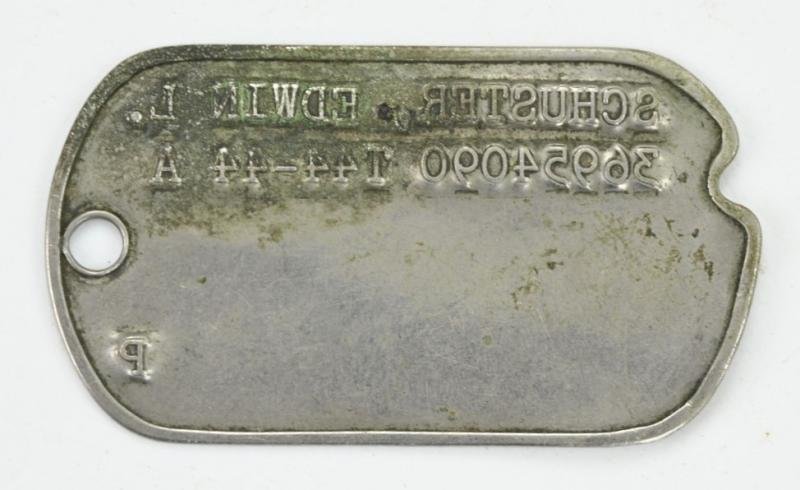 SCHUSTER, EDWIN L.
36954090 T44-44 A
P